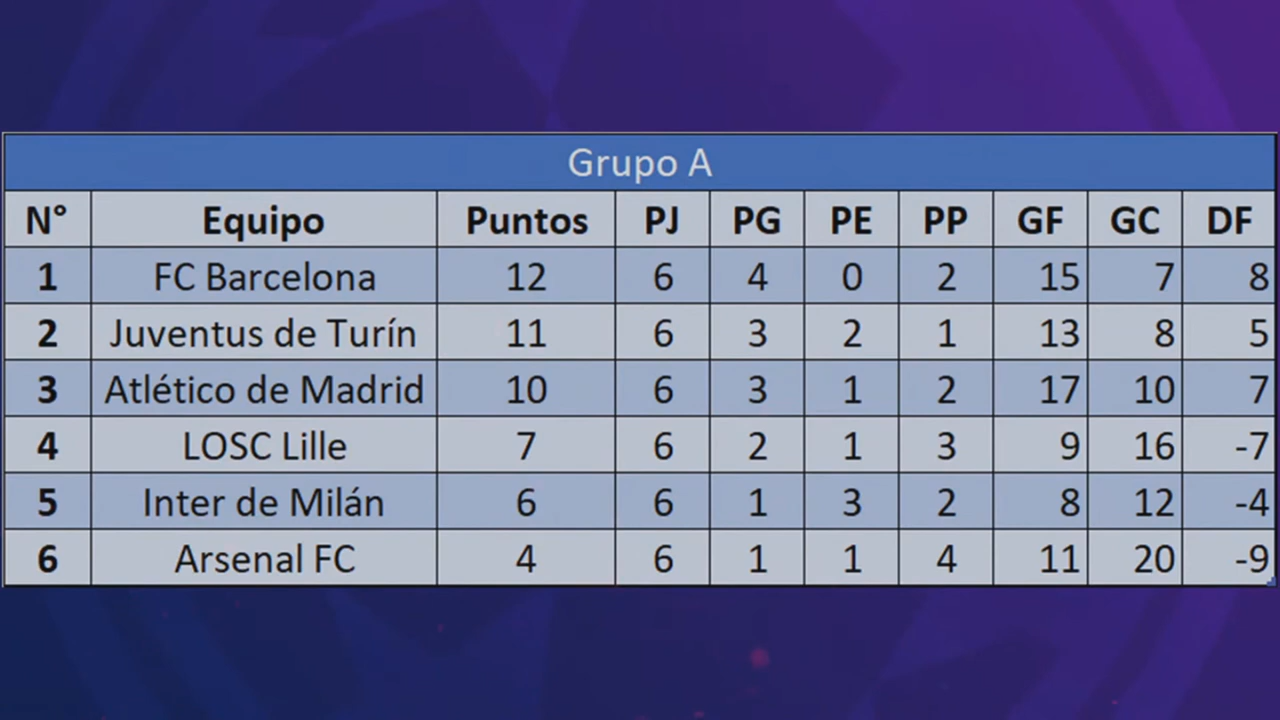 Grupo A
N° Equipo Puntos PJ PG PE PP GF GC DF
1 FC Barcelona 12 6 4 0 2 15 7 8
2 Juventus de Turín 11 6 3 2 1 13 8 5
3 Atlético de Madrid 10 6 3 1 2 17 10 7
4 LOSC Lille 7 6 2 1 3 9 16 -7
5 Inter de Milán 6 6 1 3 2 8 12 -4
6 Arsenal FC 4 6 1 1 4 11 20 -9